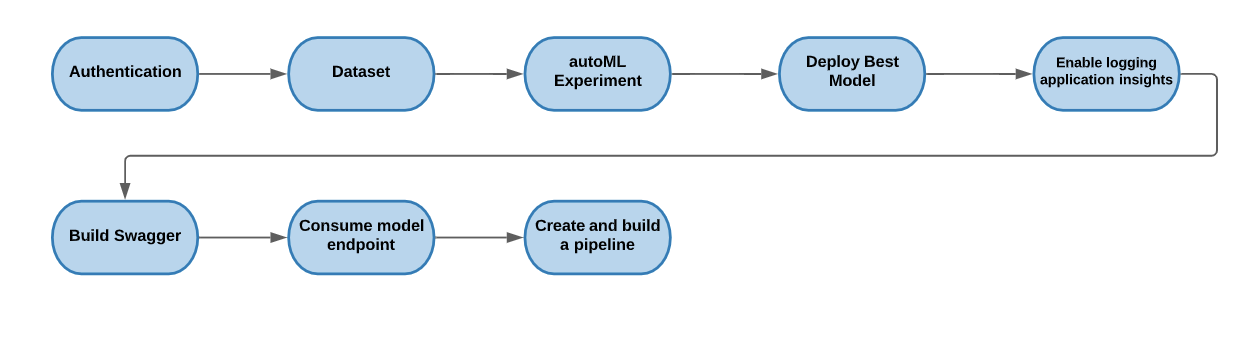 Authentication
Dataset
autoML
Experiment
Deploy Best
Model
Enable logging
application insights
Build Swagger
Consume model
endpoint
Create and build
a pipeline